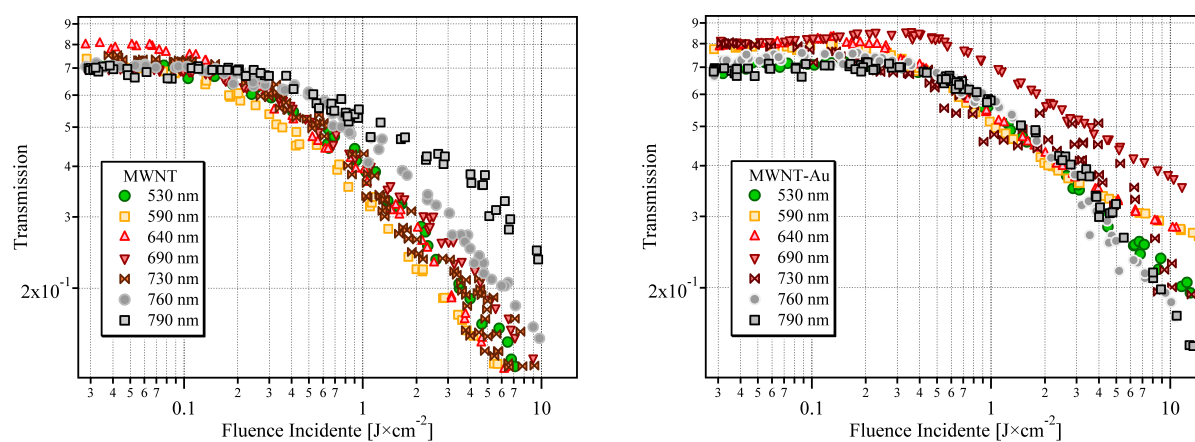 9
8
7
6
5
4
3
2x10⁻¹
Transmission
MWNT
530 nm
590 nm
640 nm
690 nm
730 nm
760 nm
790 nm
3 4 5 6 7 2 3 4 5 6 7 2 3 4 5 6 7
0.1 1 10
Fluence Incidente [J×cm⁻²]
9
8
7
6
5
4
3
2x10⁻¹
Transmission
MWNT-Au
530 nm
590 nm
640 nm
690 nm
730 nm
760 nm
790 nm
3 4 5 6 7 2 3 4 5 6 7 2 3 4 5 6 7
0.1 1 10
Fluence Incidente [J×cm⁻²]